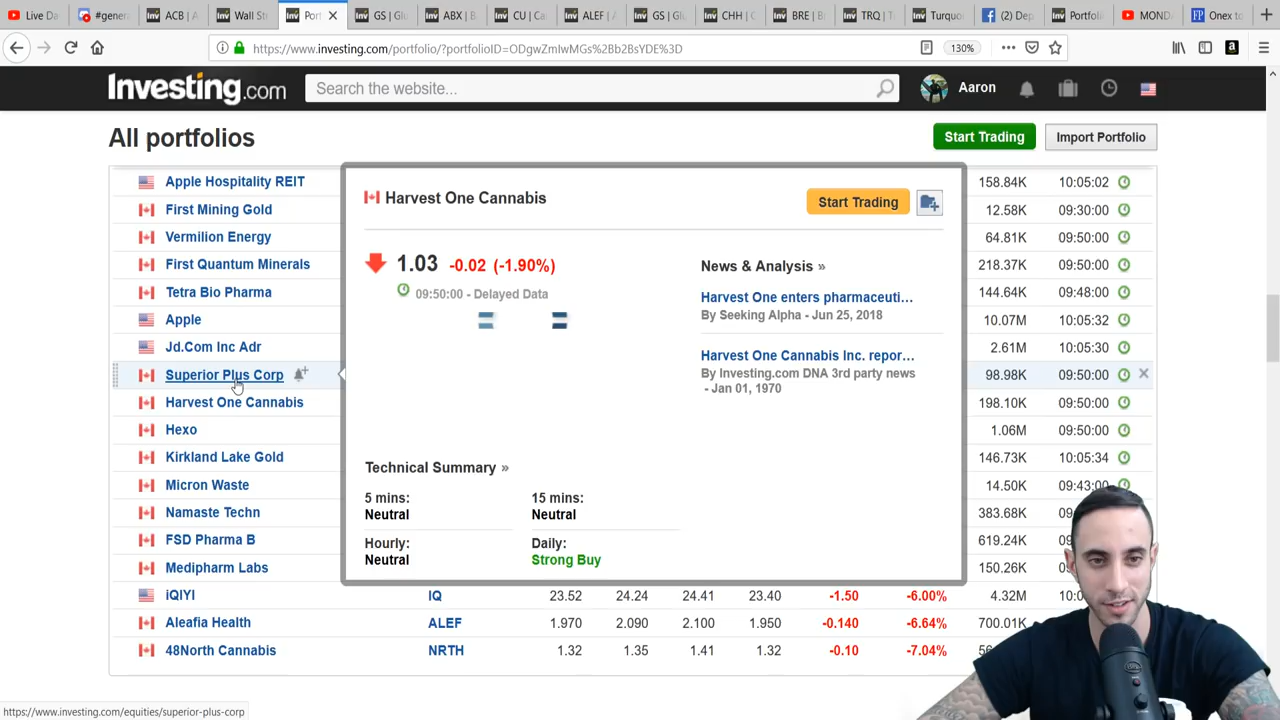 Live Da
#genera
ACB | A
Wall St
Port
GS | Glu
ABX | B
CU | Ca
ALEF | A
GS | Glu
CHH | C
BRE | Br
TRQ | Tu
Turquo
(2) Dep
Portfolio
MOND
Onex to
https://www.investing.com/portfolio/?portfolioID=ODgwZmlwMGs%2Bb2BsYDE%3D
130%
Investing.com
Search the website...
Aaron
All portfolios
Start Trading
Import Portfolio
Apple Hospitality REIT 158.84K 10:05:02
First Mining Gold 12.58K 09:30:00
Vermilion Energy 64.81K 09:50:00
First Quantum Minerals 218.37K 09:50:00
Tetra Bio Pharma 144.64K 09:48:00
Apple 10.07M 10:05:32
Jd.Com Inc Adr 2.61M 10:05:30
Superior Plus Corp 98.98K 09:50:00
Harvest One Cannabis 198.10K 09:50:00
Hexo 1.06M 09:50:00
Kirkland Lake Gold 146.73K 10:05:34
Micron Waste 14.50K 09:43:00
Namaste Techn 383.68K 09:
FSD Pharma B 619.24K 09:
Medipharm Labs 150.26K 09:
iQIYI IQ 23.52 24.24 24.41 23.40 -1.50 -6.00% 4.32M 10:0
Aleafia Health ALEF 1.970 2.090 2.100 1.950 -0.140 -6.64% 700.01K
48North Cannabis NRTH 1.32 1.35 1.41 1.32 -0.10 -7.04%
Harvest One Cannabis
Start Trading
1.03 -0.02 (-1.90%)
09:50:00 - Delayed Data
News & Analysis »
Harvest One enters pharmaceuti...
By Seeking Alpha - Jun 25, 2018
Harvest One Cannabis Inc. repor...
By Investing.com DNA 3rd party news
- Jan 01, 1970
Technical Summary »
5 mins:
Neutral
15 mins:
Neutral
Hourly:
Neutral
Daily:
Strong Buy
https://www.investing.com/equities/superior-plus-corp